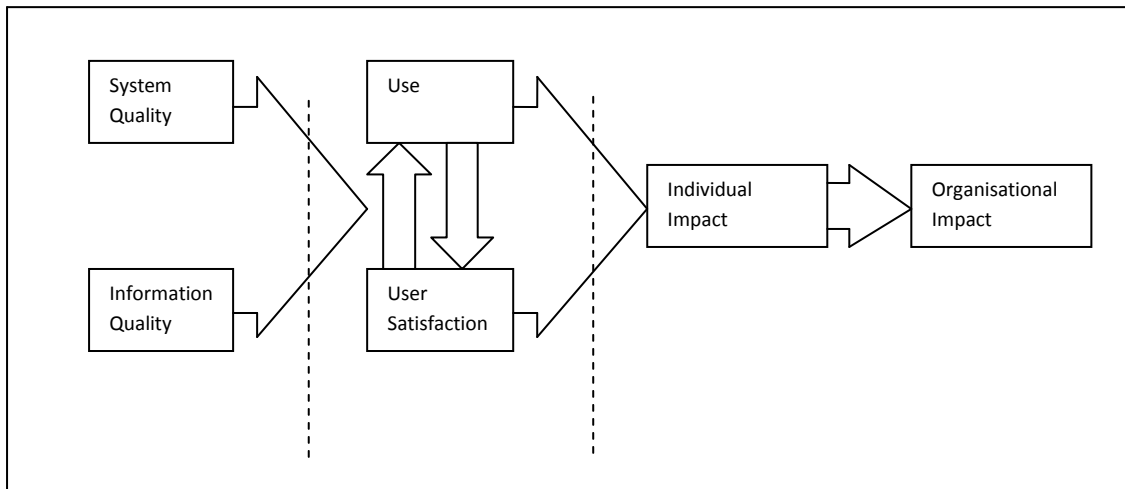 System
Quality
Information
Quality
Use
User
Satisfaction
Individual
Impact
Organisational
Impact